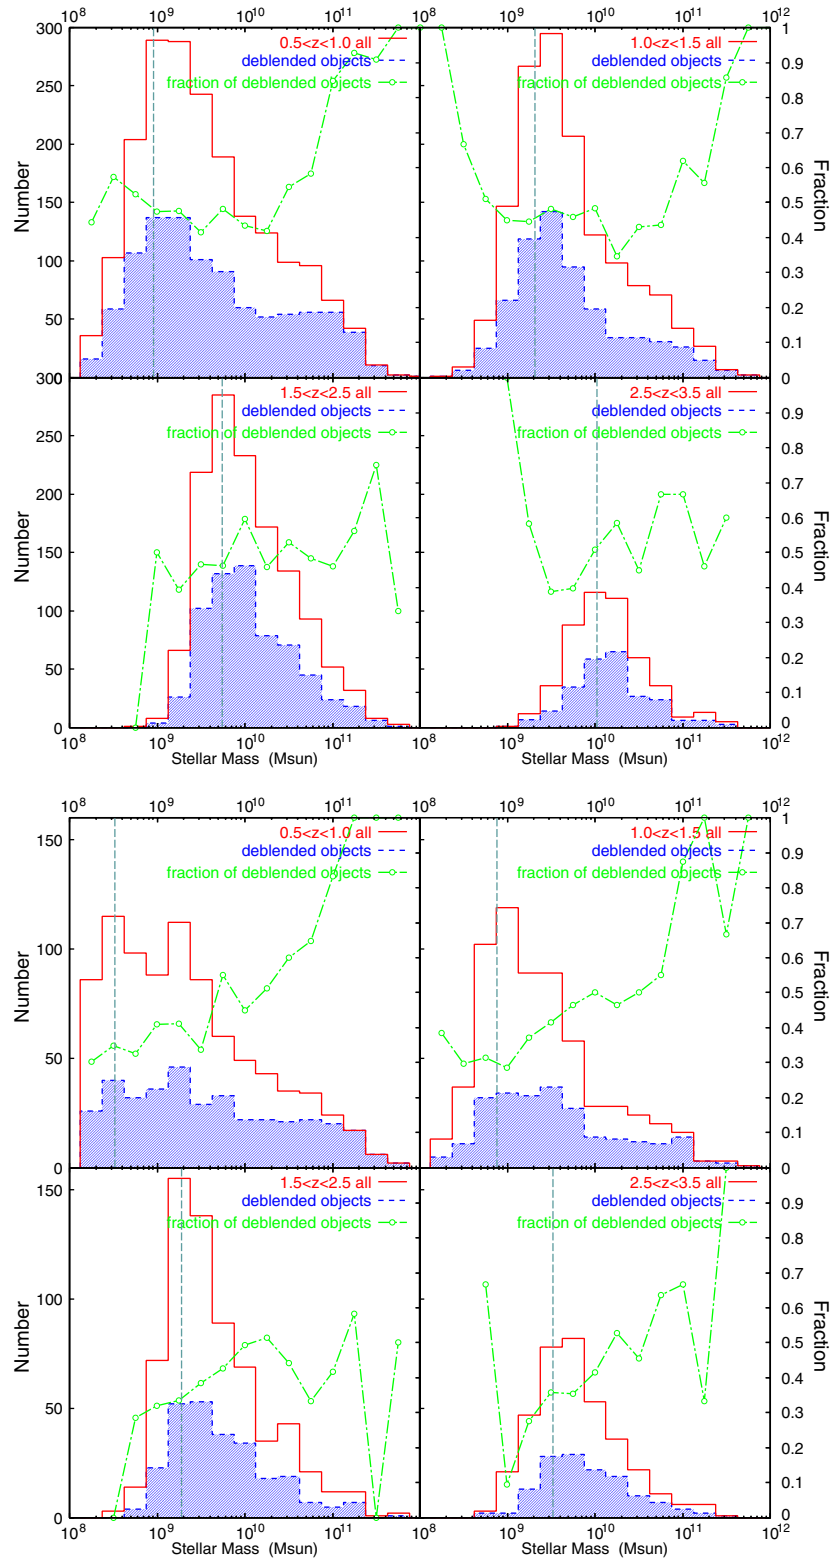 10^8 10^9 10^10 10^11 10^8 10^9 10^10 10^11 10^12
300 0.5<z<1.0 all 1.0<z<1.5 all 1
deblended objects deblended objects
fraction of deblended objects fraction of deblended objects
250 0.9
0.8
200 0.7
0.6
150 0.5
0.4
100 0.3
0.2
50 0.1
0 0
Number Fraction
300 1.5<z<2.5 all 2.5<z<3.5 all
deblended objects deblended objects
fraction of deblended objects fraction of deblended objects
0.9
250 0.8
0.7
200 0.6
150 0.5
0.4
100 0.3
0.2
50 0.1
0 0
Number Fraction
10^8 10^9 10^10 10^11 10^8 10^9 10^10 10^11 10^12
Stellar Mass (Msun) Stellar Mass (Msun)
10^8 10^9 10^10 10^11 10^8 10^9 10^10 10^11 10^12
0.5<z<1.0 all 1.0<z<1.5 all 1
150 deblended objects deblended objects 0.9
fraction of deblended objects fraction of deblended objects
0.8
0.7
100 0.6
0.5
0.4
50 0.3
0.2
0.1
0 0
Number Fraction
1.5<z<2.5 all 2.5<z<3.5 all
150 deblended objects deblended objects 0.9
fraction of deblended objects fraction of deblended objects
0.8
0.7
100 0.6
0.5
0.4
50 0.3
0.2
0.1
0 0
Number Fraction
10^8 10^9 10^10 10^11 10^8 10^9 10^10 10^11 10^12
Stellar Mass (Msun) Stellar Mass (Msun)